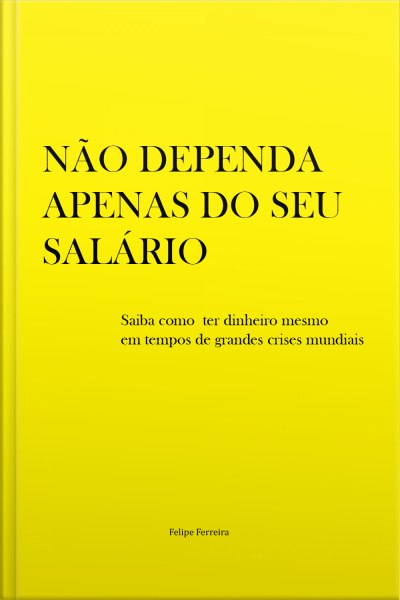 NÃO DEPENDA
APENAS DO SEU
SALÁRIO
Saiba como  ter dinheiro mesmo
em tempos de grandes crises mundiais
Felipe Ferreira